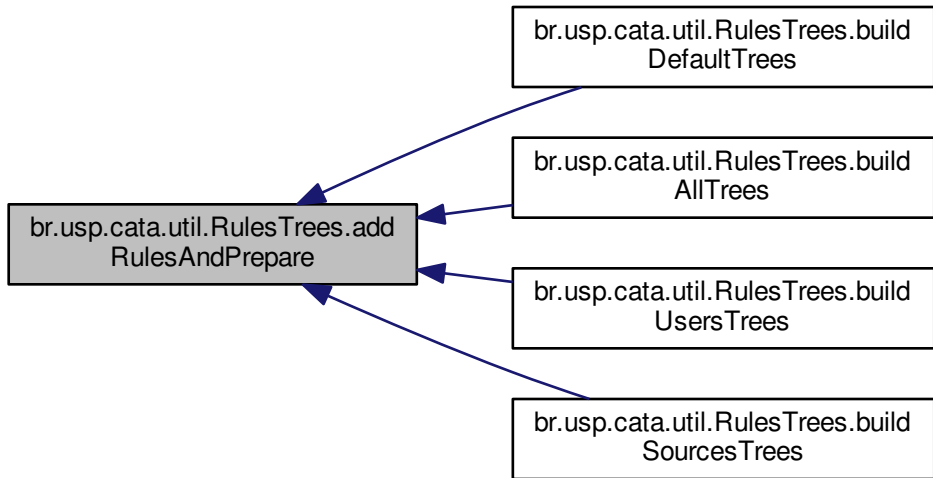 br.usp.cata.util.RulesTrees.add
RulesAndPrepare
br.usp.cata.util.RulesTrees.build
DefaultTrees
br.usp.cata.util.RulesTrees.build
AllTrees
br.usp.cata.util.RulesTrees.build
UsersTrees
br.usp.cata.util.RulesTrees.build
SourcesTrees